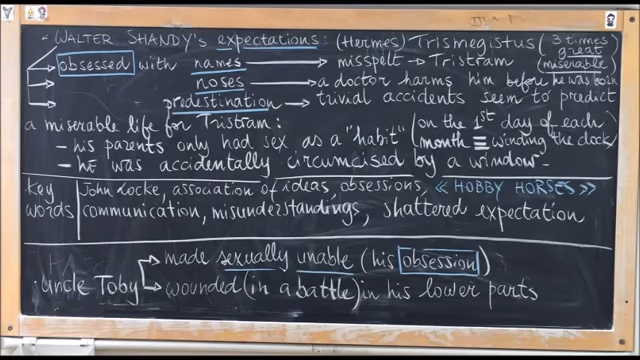 WALTER SHANDY's expectations: (Hermes) Trismegistus (3 times great
obsessed with names → misspelt → Tristram (miserable)
noses → a doctor harms him before he was born
predestination → trivial accidents seem to predict
a miserable life for Tristram:
- his parents only had sex as a "habit" (on the 1st day of each month = winding the clock)
- hE was accidentally circumcised by a window.
Key words John Locke, association of ideas, obsessions, << HOBBY HORSES >>
communication, misunderstandings, shattered expectation
Uncle Toby made sexually unable (his obsession)
wounded (in a battle) in his lower parts